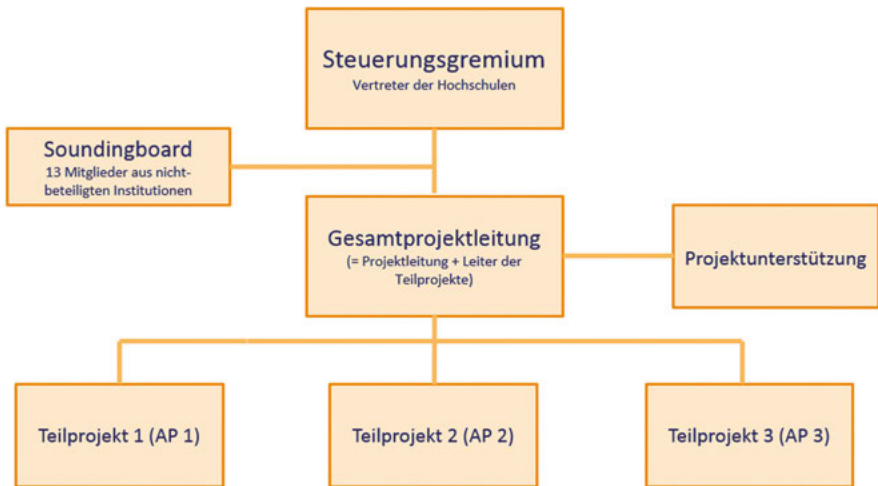 Steuerungsgremium
Vertreter der Hochschulen
Soundingboard
13 Mitglieder aus nicht-
beteiligten Institutionen
Gesamtprojektleitung
(= Projektleitung + Leiter der
Teilprojekte)
Projektunterstützung
Teilprojekt 1 (AP 1)
Teilprojekt 2 (AP 2)
Teilprojekt 3 (AP 3)